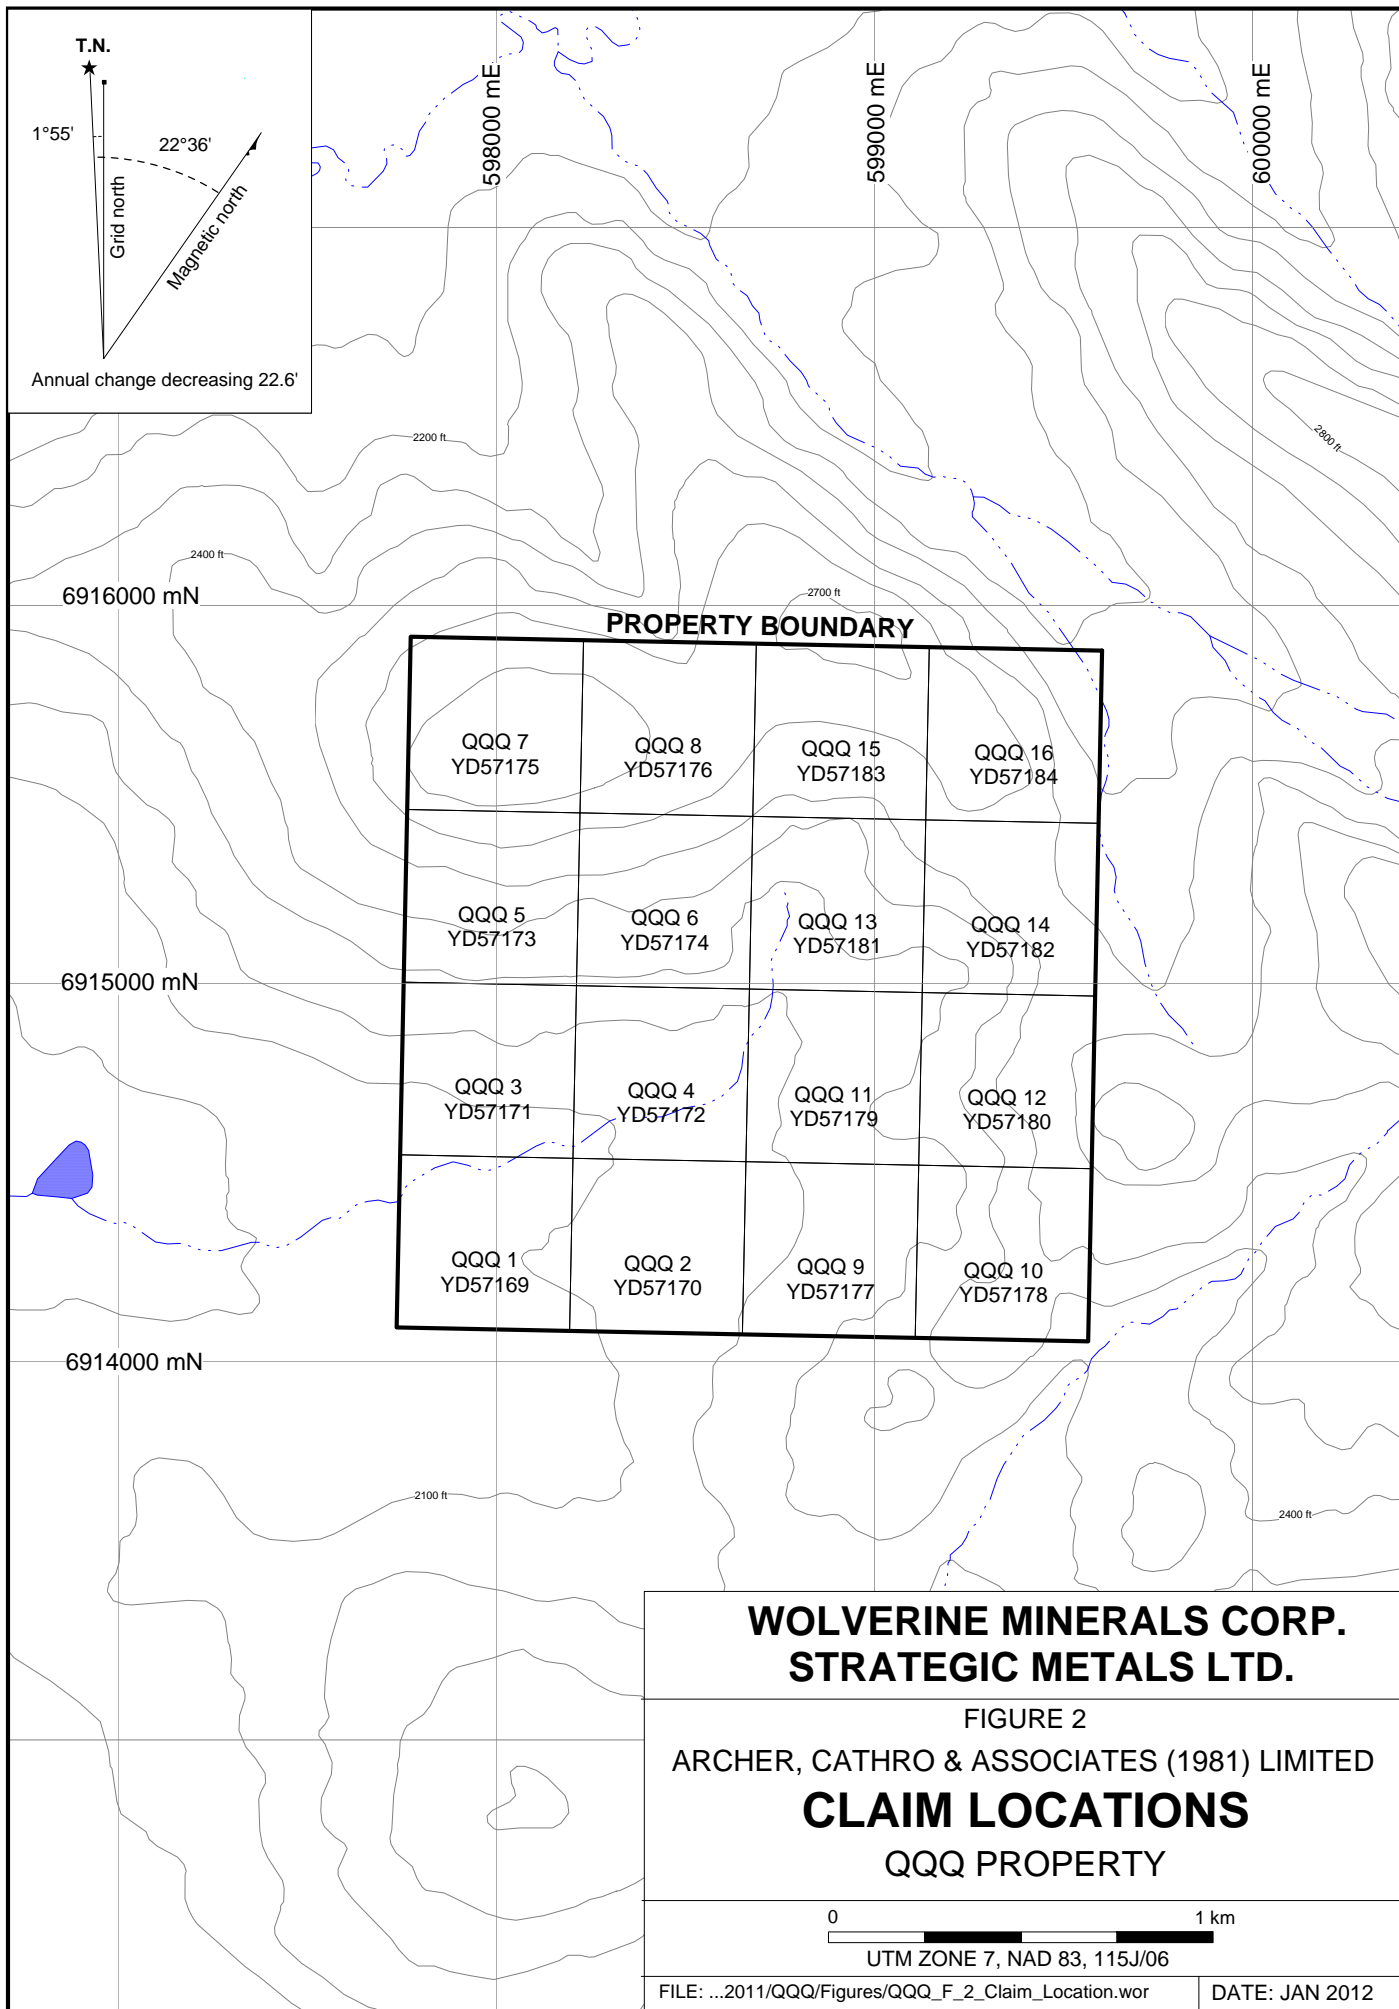 T.N.
1°55'
22°36'
Grid north
Magnetic north
Annual change decreasing 22.6'
598000 mE
599000 mE
600000 mE
2200 ft
2800 ft
2400 ft
6916000 mN
2700 ft
PROPERTY BOUNDARY
QQQ 7
YD57175
QQQ 8
YD57176
QQQ 15
YD57183
QQQ 16
YD57184
QQQ 5
YD57173
QQQ 6
YD57174
QQQ 13
YD57181
QQQ 14
YD57182
6915000 mN
QQQ 3
YD57171
QQQ 4
YD57172
QQQ 11
YD57179
QQQ 12
YD57180
QQQ 1
YD57169
QQQ 2
YD57170
QQQ 9
YD57177
QQQ 10
YD57178
6914000 mN
2100 ft
2400 ft
WOLVERINE MINERALS CORP.
STRATEGIC METALS LTD.
FIGURE 2
ARCHER, CATHRO & ASSOCIATES (1981) LIMITED
CLAIM LOCATIONS
QQQ PROPERTY
0 1 km
UTM ZONE 7, NAD 83, 115J/06
FILE: ...2011/QQQ/Figures/QQQ_F_2_Claim_Location.wor
DATE: JAN 2012